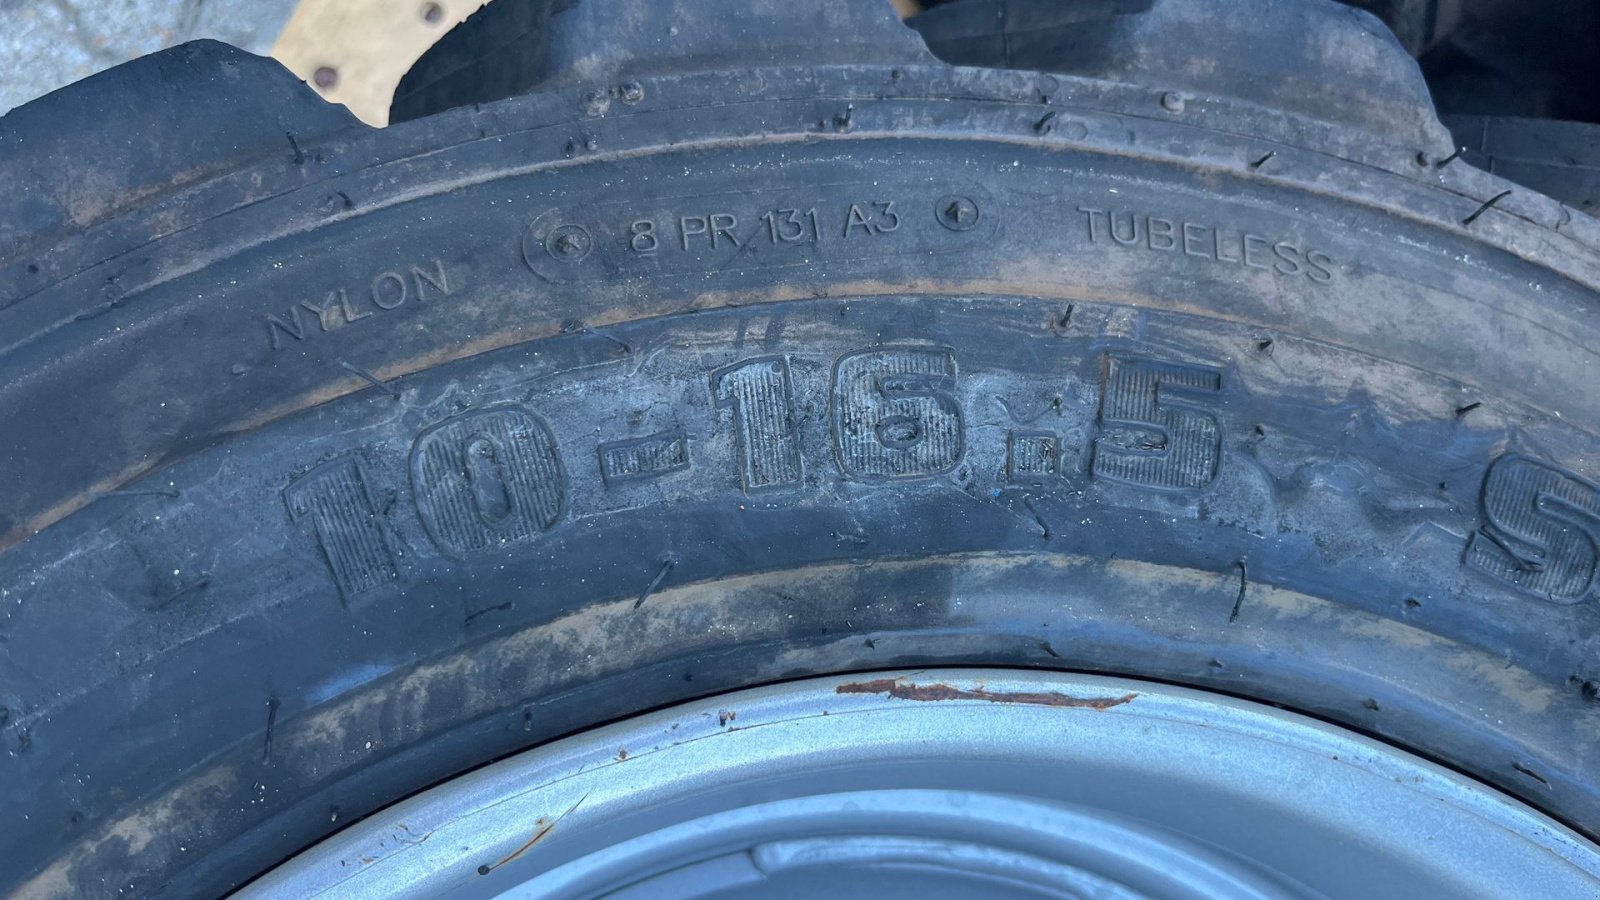 NYLON 8 PR 131 A3 TUBELESS
10-16.5 S